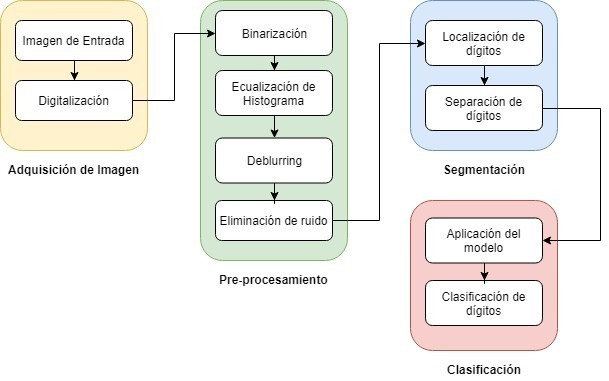 Imagen de Entrada
Digitalización
Adquisición de Imagen
Binarización
Ecualización de
Histograma
Deblurring
Eliminación de ruido
Pre-procesamiento
Localización de
dígitos
Separación de
dígitos
Segmentación
Aplicación del
modelo
Clasificación de
dígitos
Clasificación